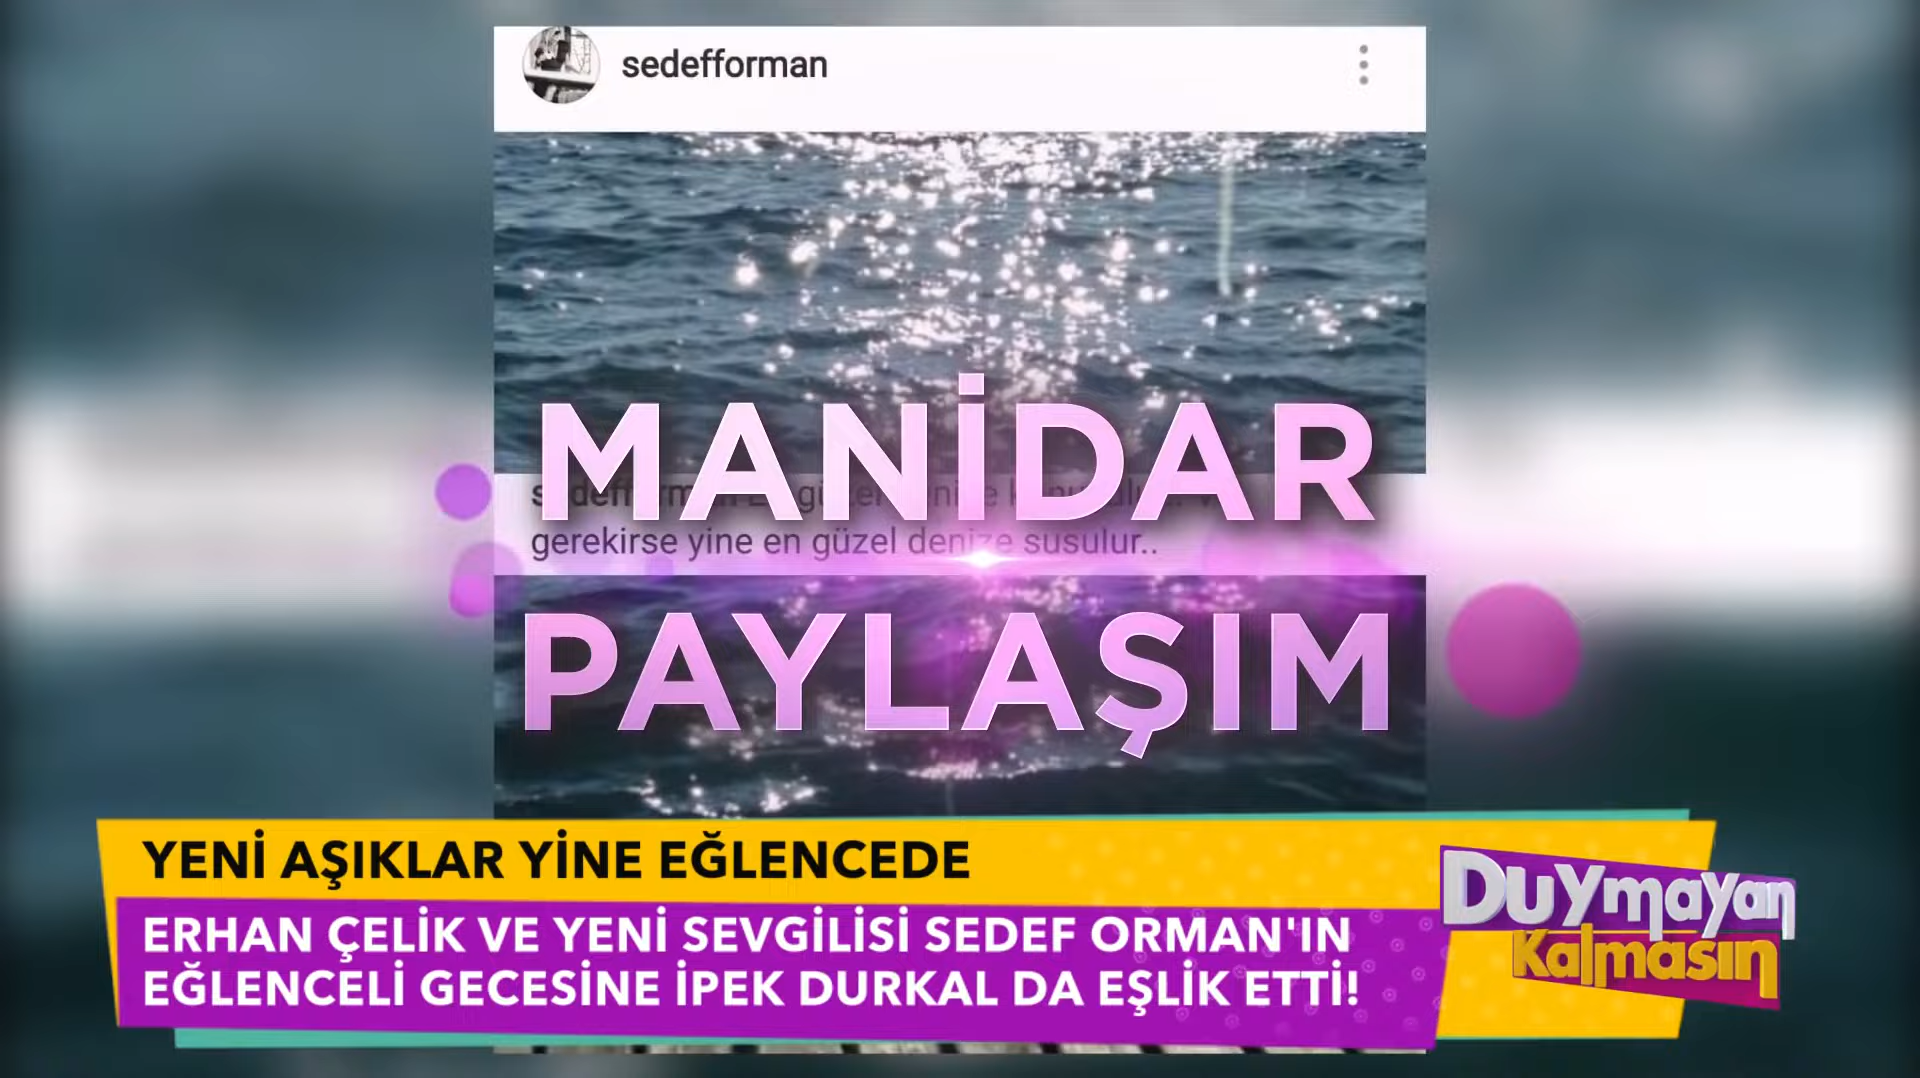 sedefforman
MANİDAR
gerekirse yine en güzel denize susulur..
PAYLAŞIM
YENİ AŞIKLAR YİNE EĞLENCEDE
ERHAN ÇELİK VE YENİ SEVGİLİSİ SEDEF ORMAN'IN
EĞLENCELİ GECESİNE İPEK DURKAL DA EŞLİK ETTİ!
Duymayan
Kalmasın